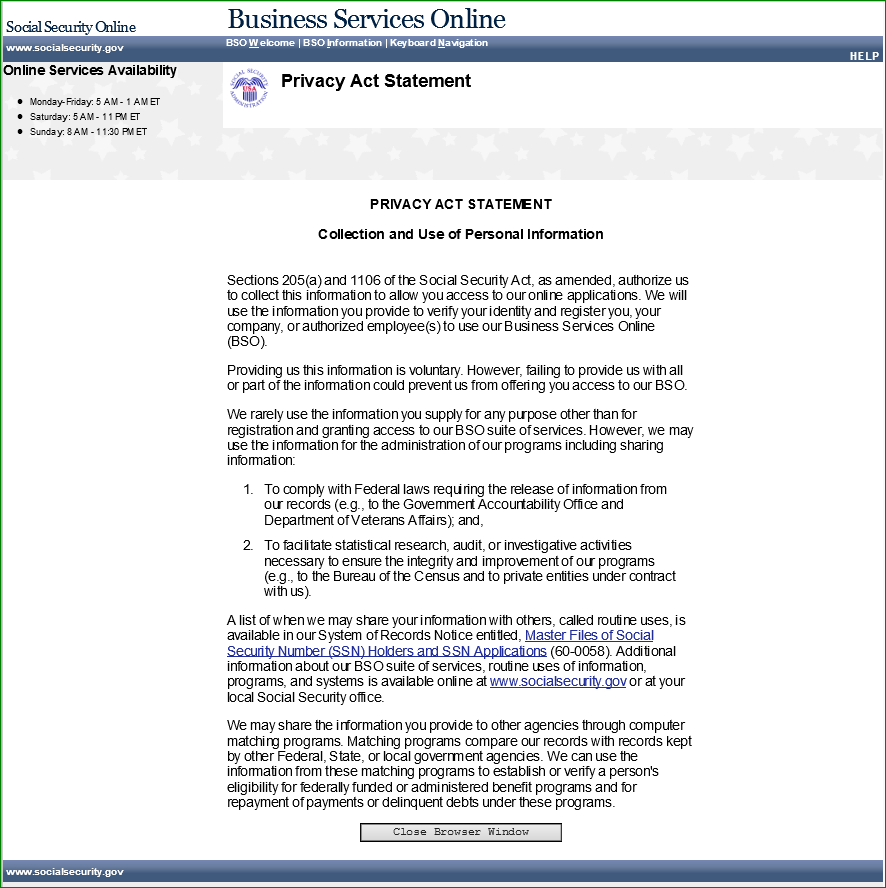 Social Security Online
Business Services Online
www.socialsecurity.gov
BSO Welcome | BSO Information | Keyboard Navigation
HELP
Online Services Availability
Monday-Friday: 5 AM - 1 AM ET
Saturday: 5 AM - 11 PM ET
Sunday: 8 AM - 11:30 PM ET
SOCIAL SECURITY
USA
ADMINISTRATION
Privacy Act Statement
PRIVACY ACT STATEMENT
Collection and Use of Personal Information
Sections 205(a) and 1106 of the Social Security Act, as amended, authorize us
to collect this information to allow you access to our online applications. We will
use the information you provide to verify your identity and register you, your
company, or authorized employee(s) to use our Business Services Online
(BSO).
Providing us this information is voluntary. However, failing to provide us with all
or part of the information could prevent us from offering you access to our BSO.
We rarely use the information you supply for any purpose other than for
registration and granting access to our BSO suite of services. However, we may
use the information for the administration of our programs including sharing
information:
1. To comply with Federal laws requiring the release of information from
our records (e.g., to the Government Accountability Office and
Department of Veterans Affairs); and,
2. To facilitate statistical research, audit, or investigative activities
necessary to ensure the integrity and improvement of our programs
(e.g., to the Bureau of the Census and to private entities under contract
with us).
A list of when we may share your information with others, called routine uses, is
available in our System of Records Notice entitled, Master Files of Social
Security Number (SSN) Holders and SSN Applications (60-0058). Additional
information about our BSO suite of services, routine uses of information,
programs, and systems is available online at www.socialsecurity.gov or at your
local Social Security office.
We may share the information you provide to other agencies through computer
matching programs. Matching programs compare our records with records kept
by other Federal, State, or local government agencies. We can use the
information from these matching programs to establish or verify a person's
eligibility for federally funded or administered benefit programs and for
repayment of payments or delinquent debts under these programs.
Close Browser Window
www.socialsecurity.gov